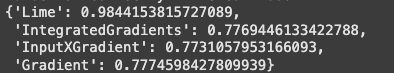 {'Lime': 0.9844153815727089,
 'IntegratedGradients': 0.7769446133422788,
 'InputXGradient': 0.7731057953166093,
 'Gradient': 0.7774598427809939}